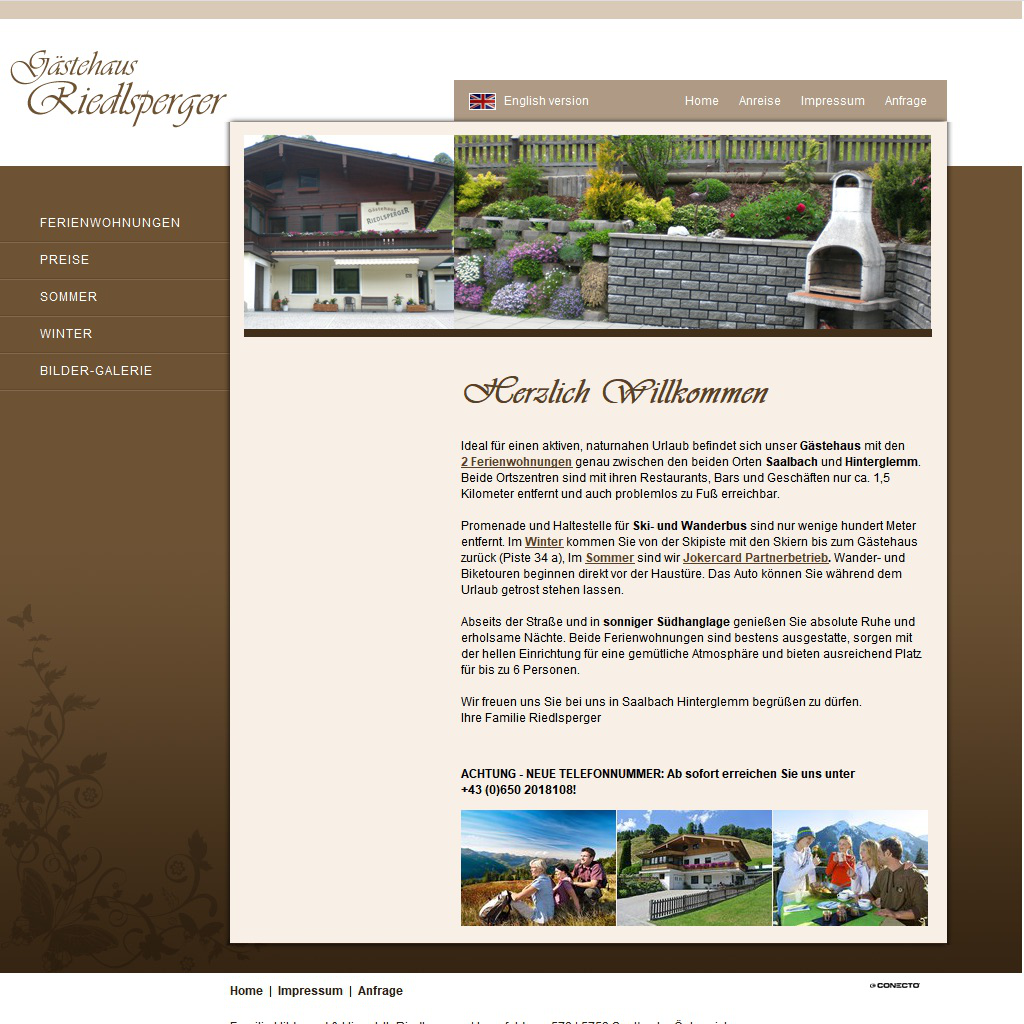 Gästehaus
Riedlsperger
English version
Home Anreise Impressum Anfrage
FERIENWOHNUNGEN
PREISE
SOMMER
WINTER
BILDER-GALERIE
GÄSTEHAUS
RIEDLSPERGER
Herzlich Willkommen
Ideal für einen aktiven, naturnahen Urlaub befindet sich unser Gästehaus mit den
2 Ferienwohnungen genau zwischen den beiden Orten Saalbach und Hinterglemm.
Beide Ortszentren sind mit ihren Restaurants, Bars und Geschäften nur ca. 1,5
Kilometer entfernt und auch problemlos zu Fuß erreichbar.
Promenade und Haltestelle für Ski- und Wanderbus sind nur wenige hundert Meter
entfernt. Im Winter kommen Sie von der Skipiste mit den Skiern bis zum Gästehaus
zurück (Piste 34 a), Im Sommer sind wir Jokercard Partnerbetrieb. Wander- und
Biketouren beginnen direkt vor der Haustüre. Das Auto können Sie während dem
Urlaub getrost stehen lassen.
Abseits der Straße und in sonniger Südhanglage genießen Sie absolute Ruhe und
erholsame Nächte. Beide Ferienwohnungen sind bestens ausgestatte, sorgen mit
der hellen Einrichtung für eine gemütliche Atmosphäre und bieten ausreichend Platz
für bis zu 6 Personen.
Wir freuen uns Sie bei uns in Saalbach Hinterglemm begrüßen zu dürfen.
Ihre Familie Riedlsperger
ACHTUNG - NEUE TELEFONNUMMER: Ab sofort erreichen Sie uns unter
+43 (0)650 2018108!
Home | Impressum | Anfrage
CONECTO